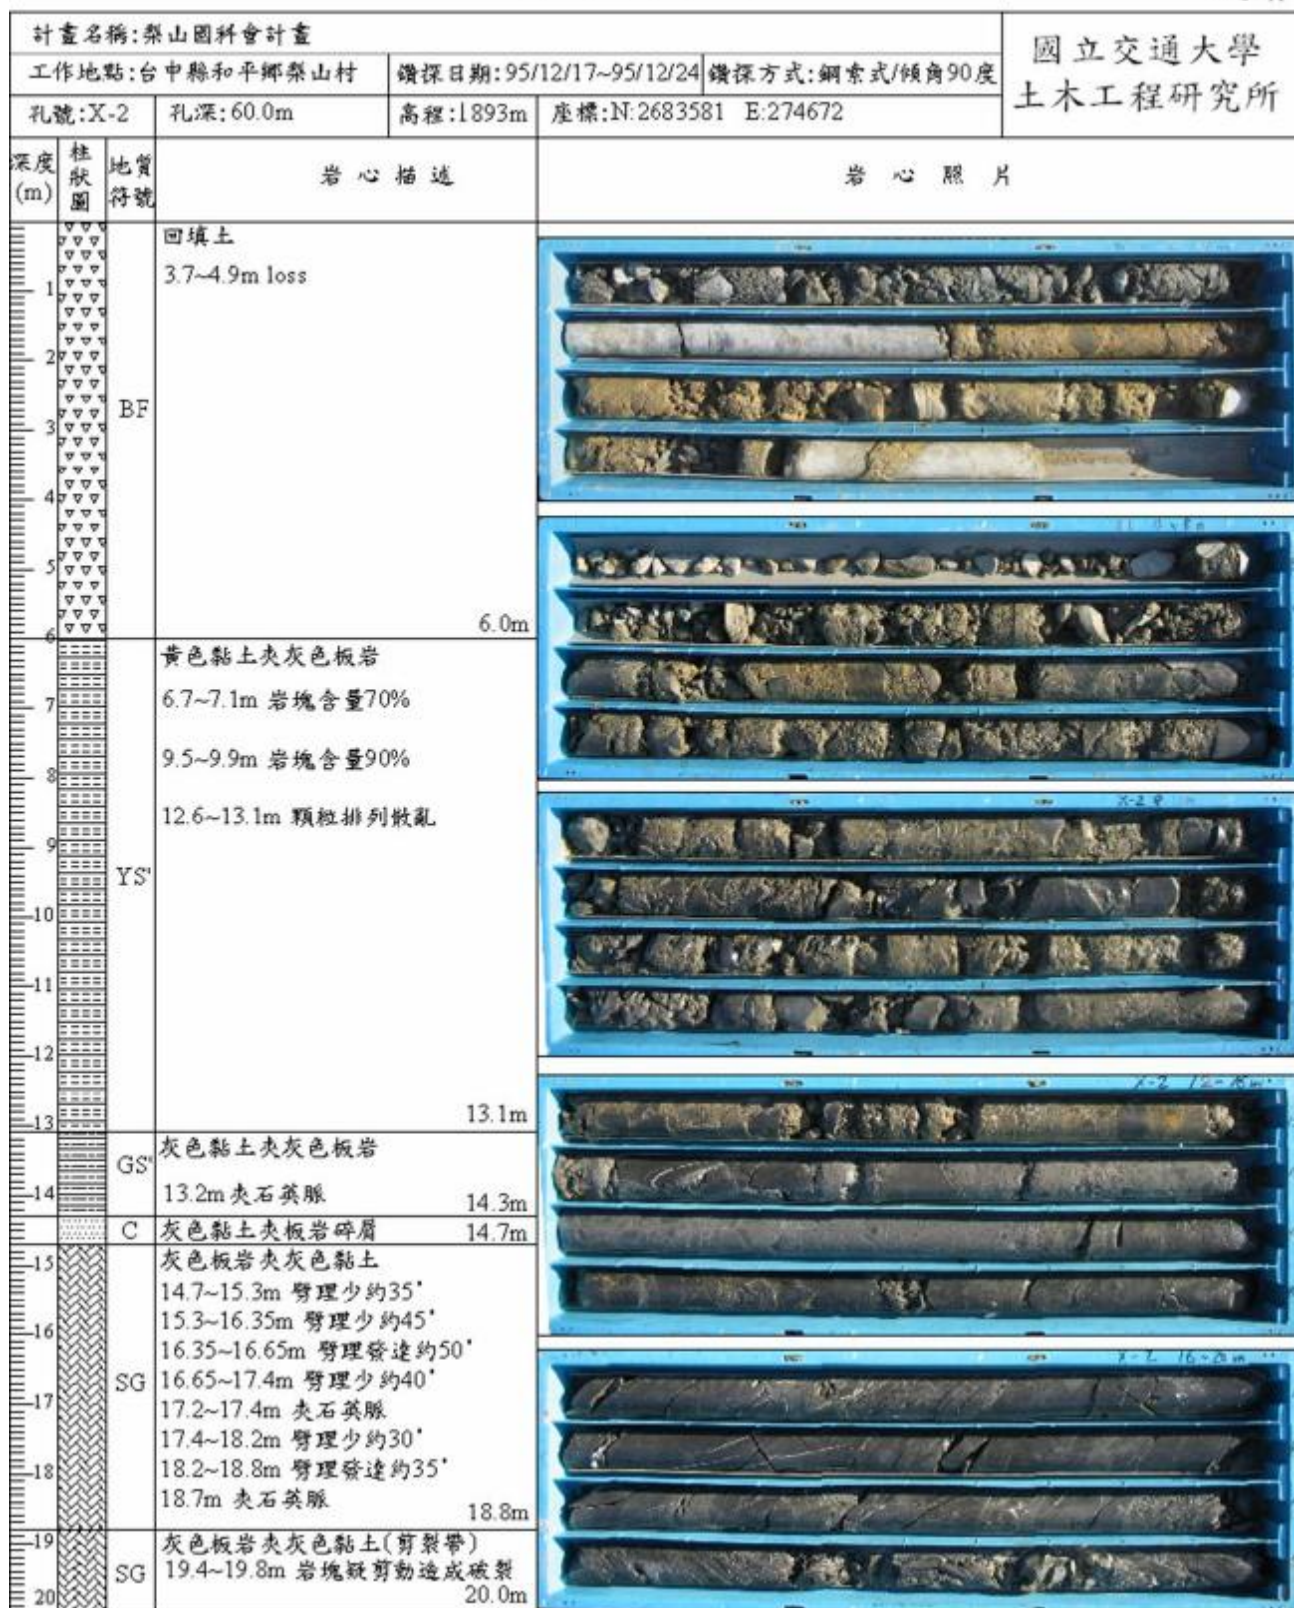 計畫名稱:梨山國科會計畫
國立交通大學
土木工程研究所
工作地點:台中縣和平鄉梨山村 鑽探日期:95/12/17~95/12/24 鑽探方式:鋼索式/傾角90度
孔號:X-2 孔深:60.0m 高程:1893m 座標:N:2683581 E:274672
深度(m) 柱狀圖 地質符號 岩心描述 岩心照片
回填土
3.7~4.9m loss
1
2
BF
3
4
5
6.0m
6
黃色黏土夾灰色板岩
6.7~7.1m 岩塊含量70%
7
9.5~9.9m 岩塊含量90%
8
X-2
12.6~13.1m 顆粒排列散亂
9
YS'
10
11
12
X-2 12-16m
13.1m
13
灰色黏土夾灰色板岩
GS'
13.2m 夾石英脈 14.3m
14
C 灰色黏土夾板岩碎屑 14.7m
15
灰色板岩夾灰色黏土
14.7~15.3m 劈理少約35°
15.3~16.35m 劈理少約45°
16
16.35~16.65m 劈理發達約50°
X-2 16-20m
SG
16.65~17.4m 劈理少約40°
17
17.2~17.4m 夾石英脈
17.4~18.2m 劈理少約30°
18
18.2~18.8m 劈理發達約35°
18.7m 夾石英脈 18.8m
19
灰色板岩夾灰色黏土(剪裂帶)
SG
19.4~19.8m 岩塊疑剪動造成破裂
20.0m
20